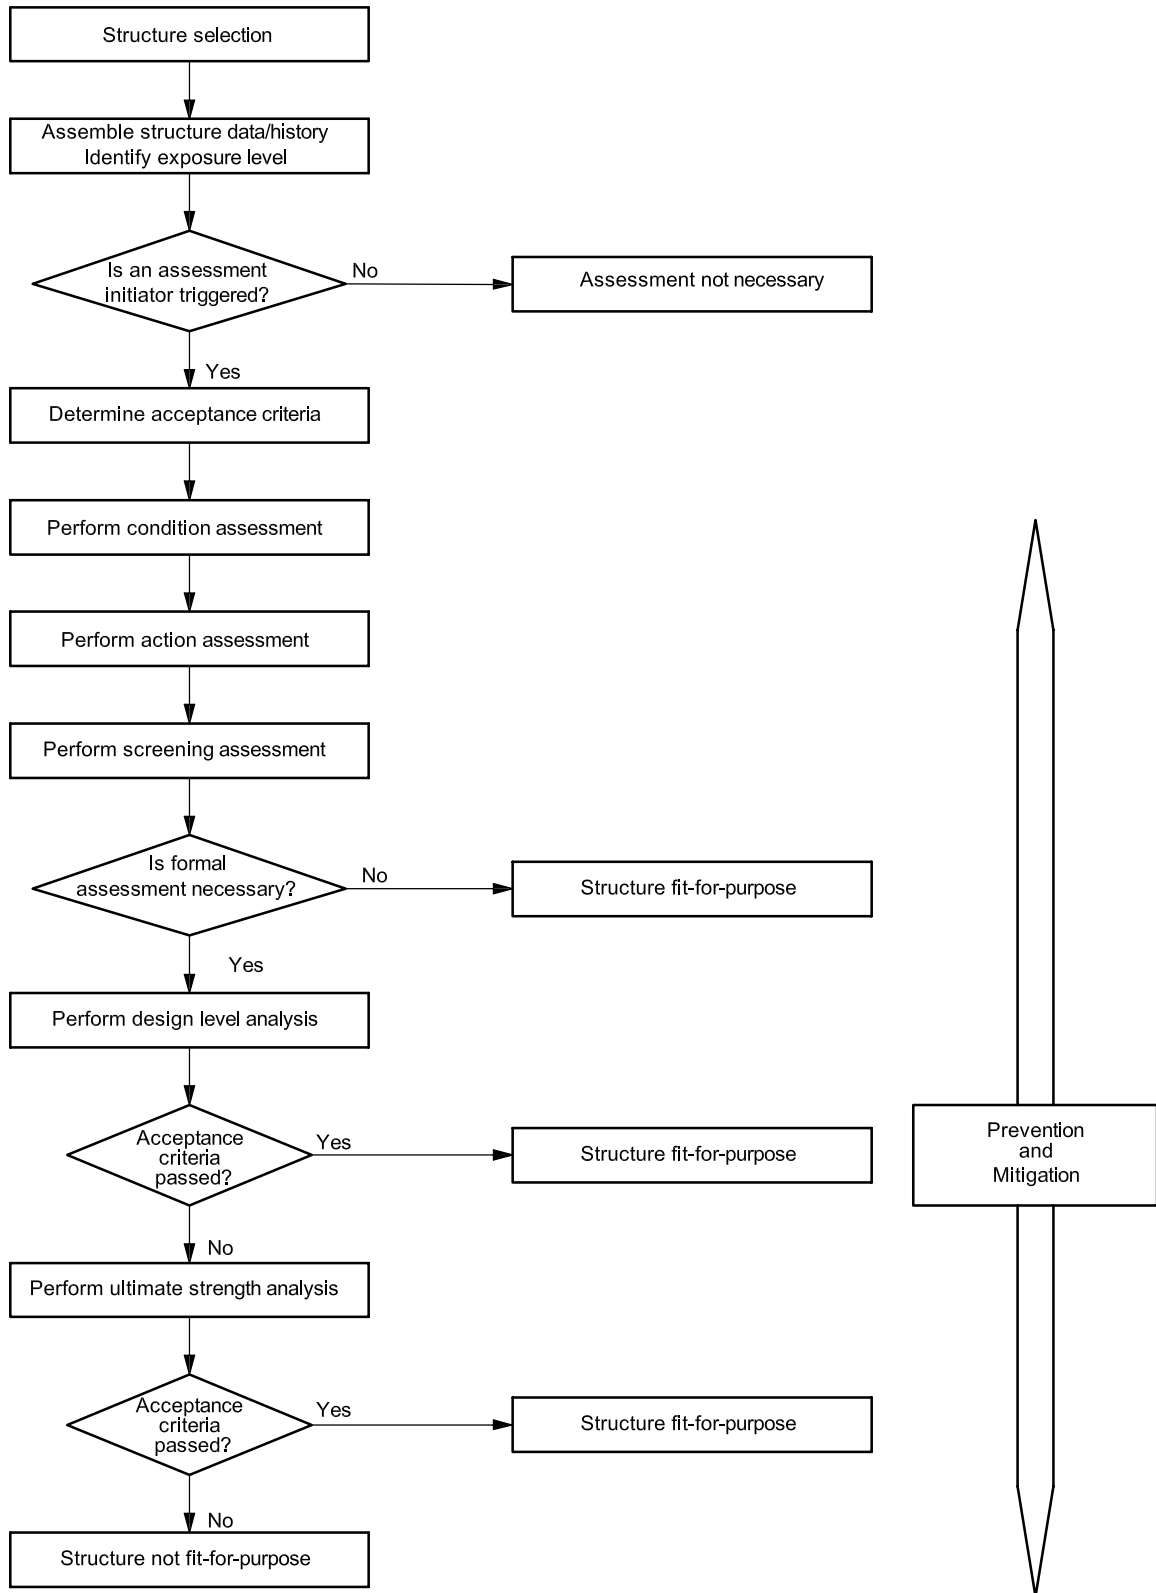 Structure selection
Assemble structure data/history
Identify exposure level
Is an assessment
initiator triggered?
No
Assessment not necessary
Yes
Determine acceptance criteria
Perform condition assessment
Perform action assessment
Perform screening assessment
Is formal
assessment necessary?
No
Structure fit-for-purpose
Yes
Perform design level analysis
Acceptance
criteria
passed?
Yes
Structure fit-for-purpose
Prevention
and
Mitigation
No
Perform ultimate strength analysis
Acceptance
criteria
passed?
Yes
Structure fit-for-purpose
No
Structure not fit-for-purpose